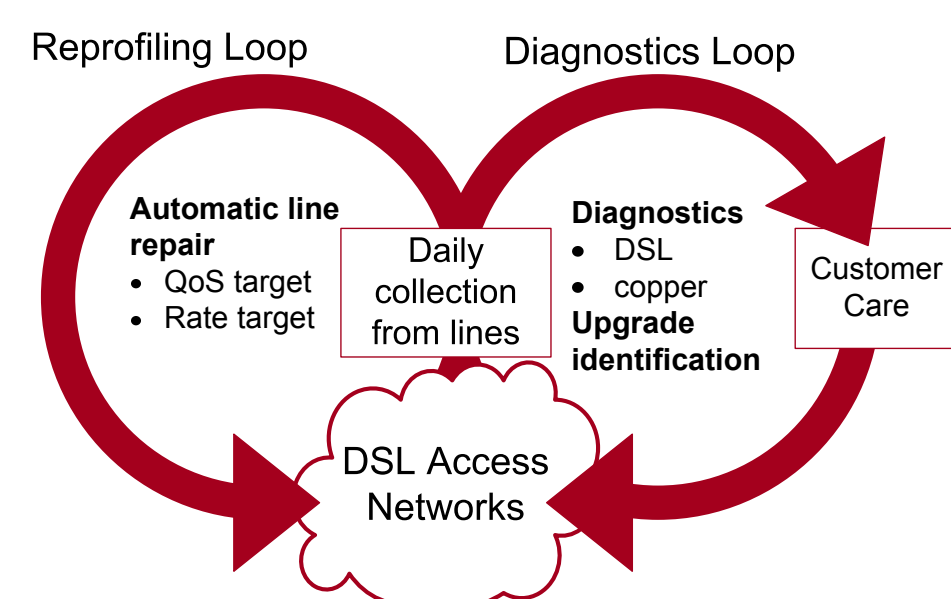 Reprofiling Loop
Diagnostics Loop
Automatic line
repair
• QoS target
• Rate target
Daily
collection
from lines
Diagnostics
• DSL
• copper
Upgrade
identification
Customer
Care
DSL Access
Networks